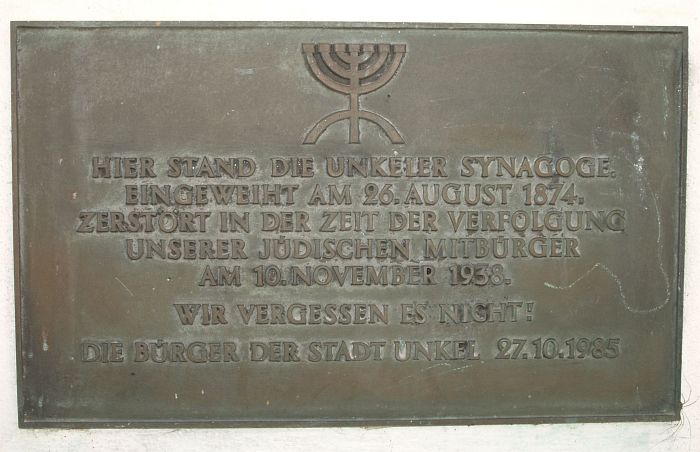 HIER STAND DIE UNKELER SYNAGOGE.
EINGEWEIHT AM 26. AUGUST 1874.
ZERSTÖRT IN DER ZEIT DER VERFOLGUNG
UNSERER JÜDISCHEN MITBÜRGER
AM 10. NOVEMBER 1938.
WIR VERGESSEN ES NICHT!
DIE BÜRGER DER STADT UNKEL 27.10.1985